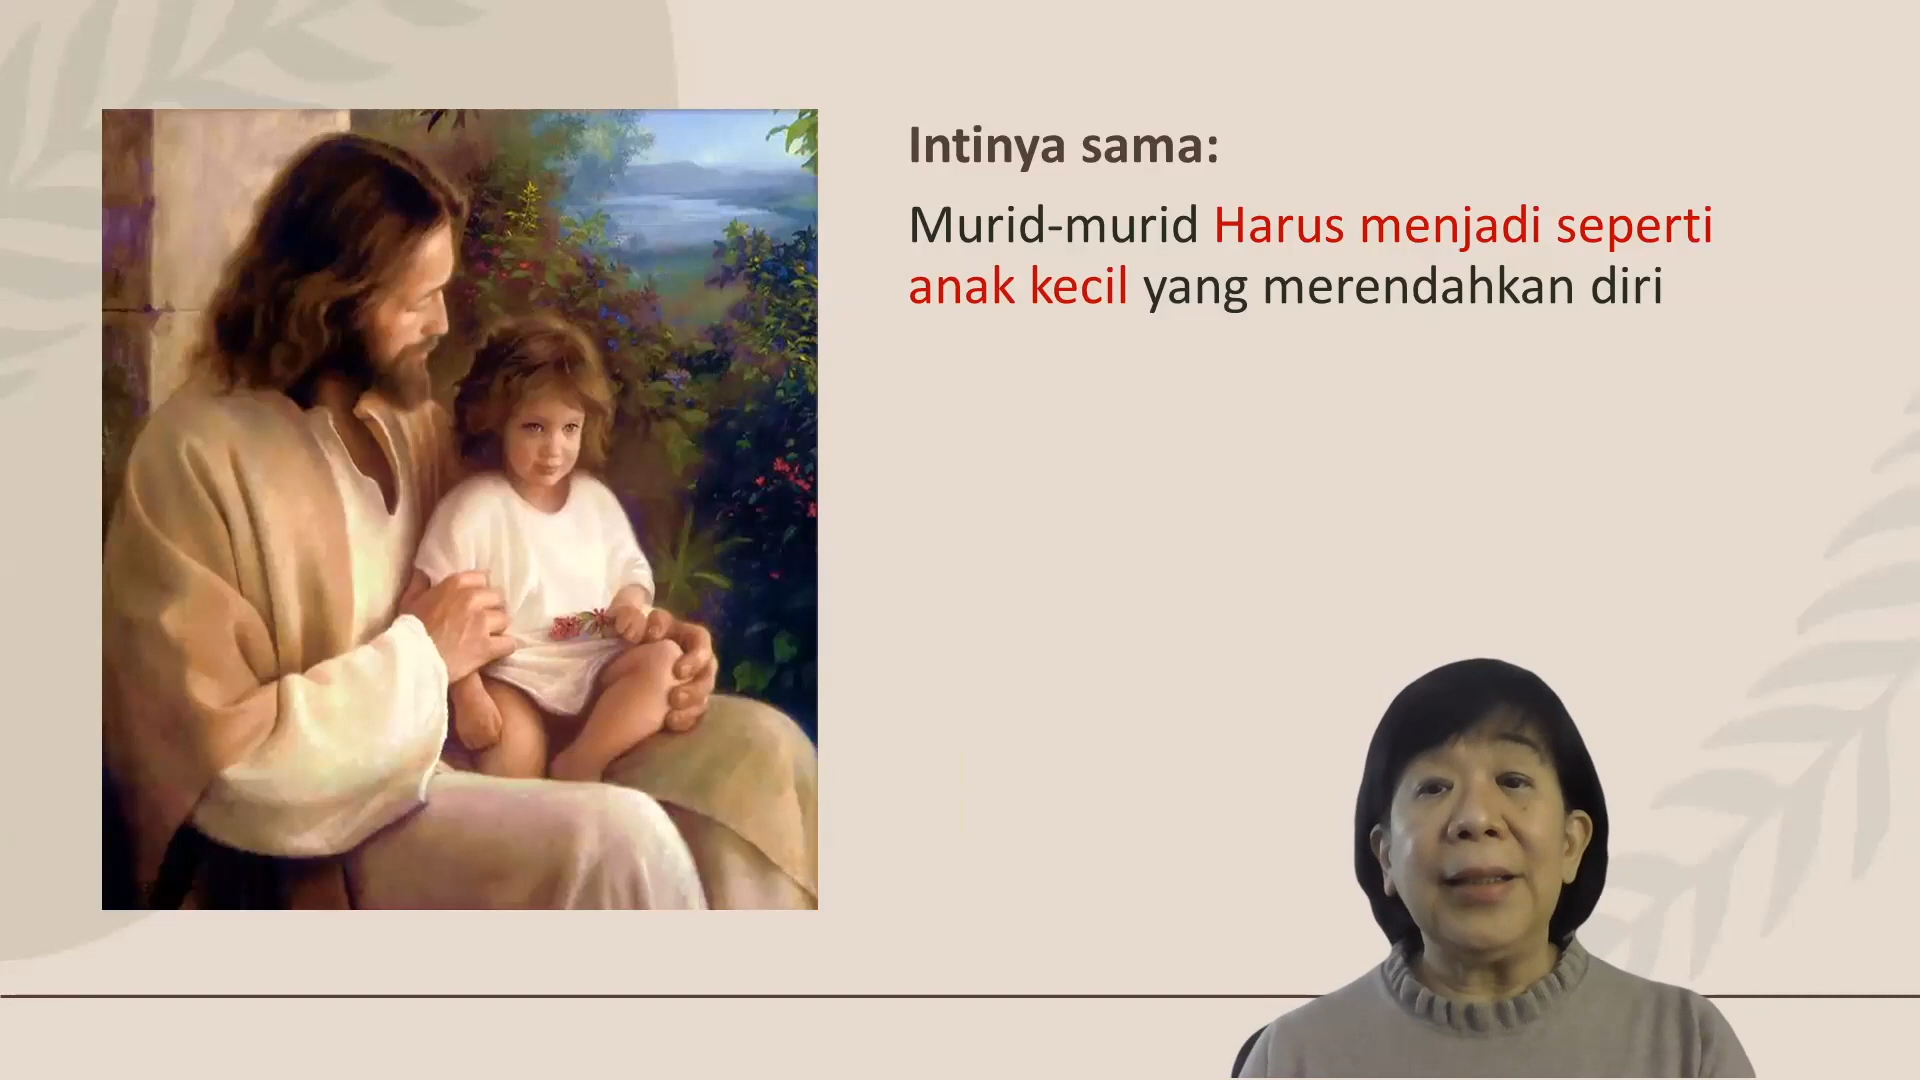 Intinya sama:
Murid-murid Harus menjadi seperti
anak kecil yang merendahkan diri